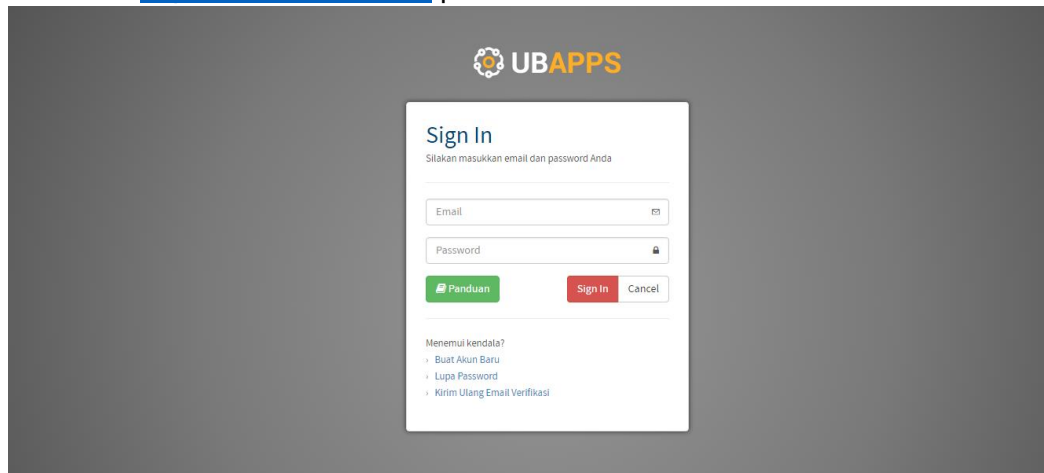 UBAPPS
Sign In
Silakan masukkan email dan password Anda
Email
Password
Panduan
Sign In
Cancel
Menemui kendala?
› Buat Akun Baru
› Lupa Password
› Kirim Ulang Email Verifikasi